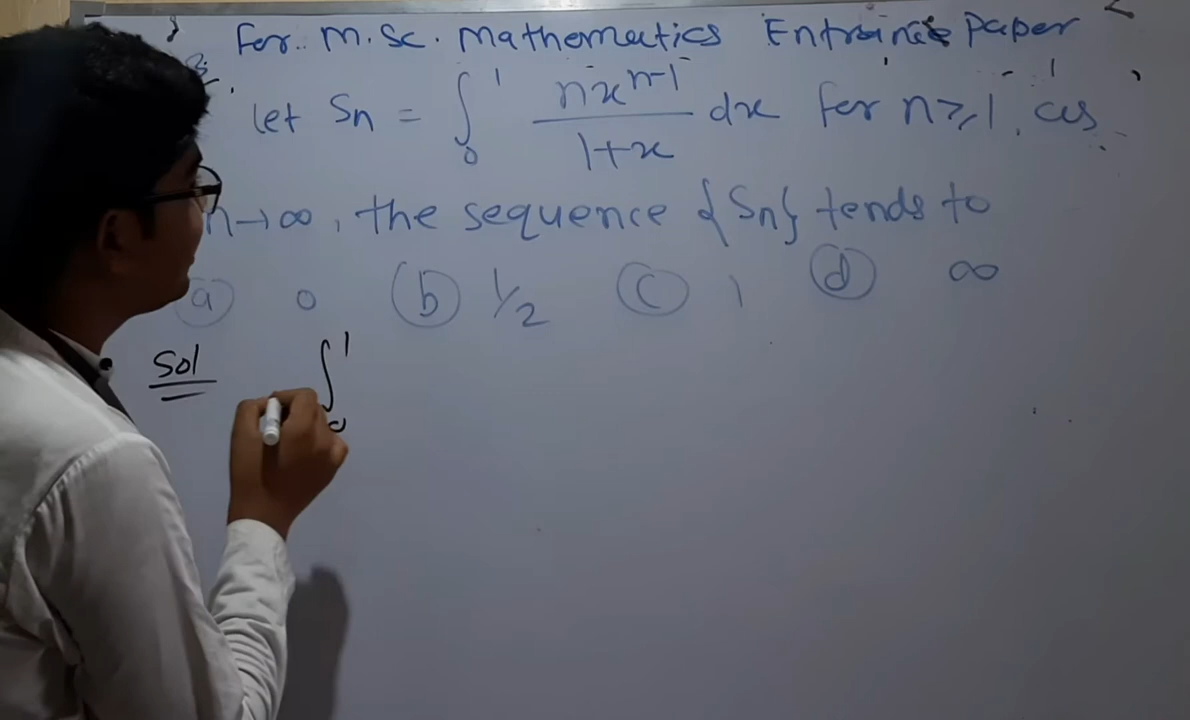 For.. M.Sc. Mathematics Entrance Paper
let Sn = ∫₀¹ nxⁿ⁻¹/1+x dx for n≥1, as
n→∞, the sequence {Sn} tends to
(a) 0 (b) 1/2 (c) 1 (d) ∞
Sol ∫₀¹